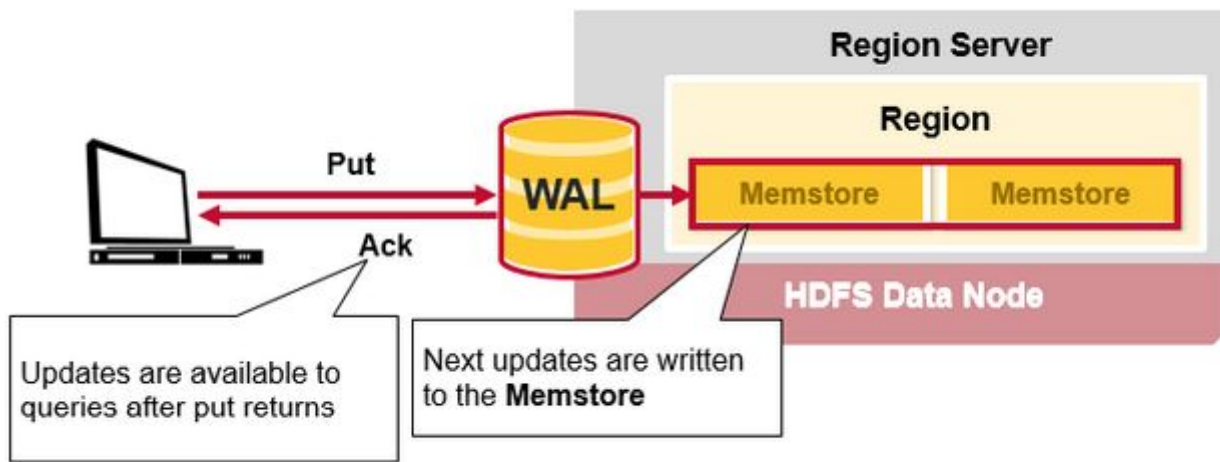 Region Server
Region
Put
WAL
Memstore
Memstore
Ack
HDFS Data Node
Updates are available to
queries after put returns
Next updates are written
to the Memstore